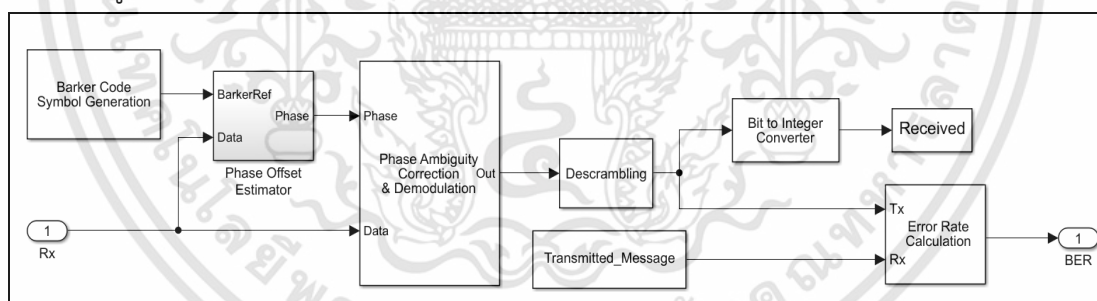 Barker Code
Symbol Generation
BarkerRef
Data
Phase
Phase Offset
Estimator
1
Rx
Phase
Data
Phase Ambiguity
Correction
& Demodulation
Out
Descrambling
Bit to Integer
Converter
Received
Transmitted_Message
Tx
Rx
Error Rate
Calculation
1
BER